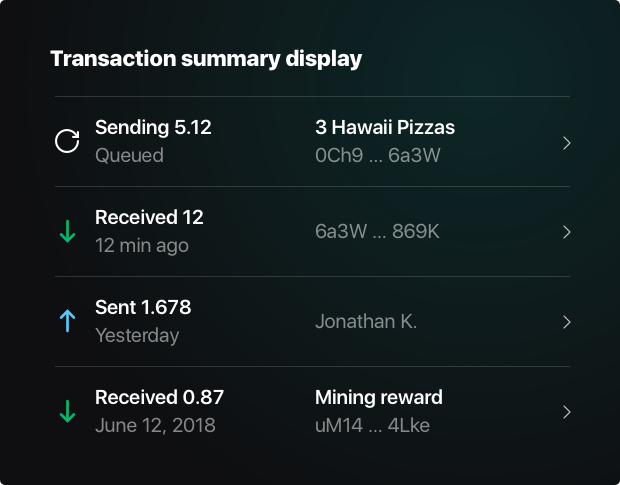 Transaction summary display
Sending 5.12
3 Hawaii Pizzas
Queued
0Ch9 ... 6a3W
Received 12
12 min ago
6a3W ... 869K
Sent 1.678
Yesterday
Jonathan K.
Received 0.87
Mining reward
June 12, 2018
uM14 ... 4Lke